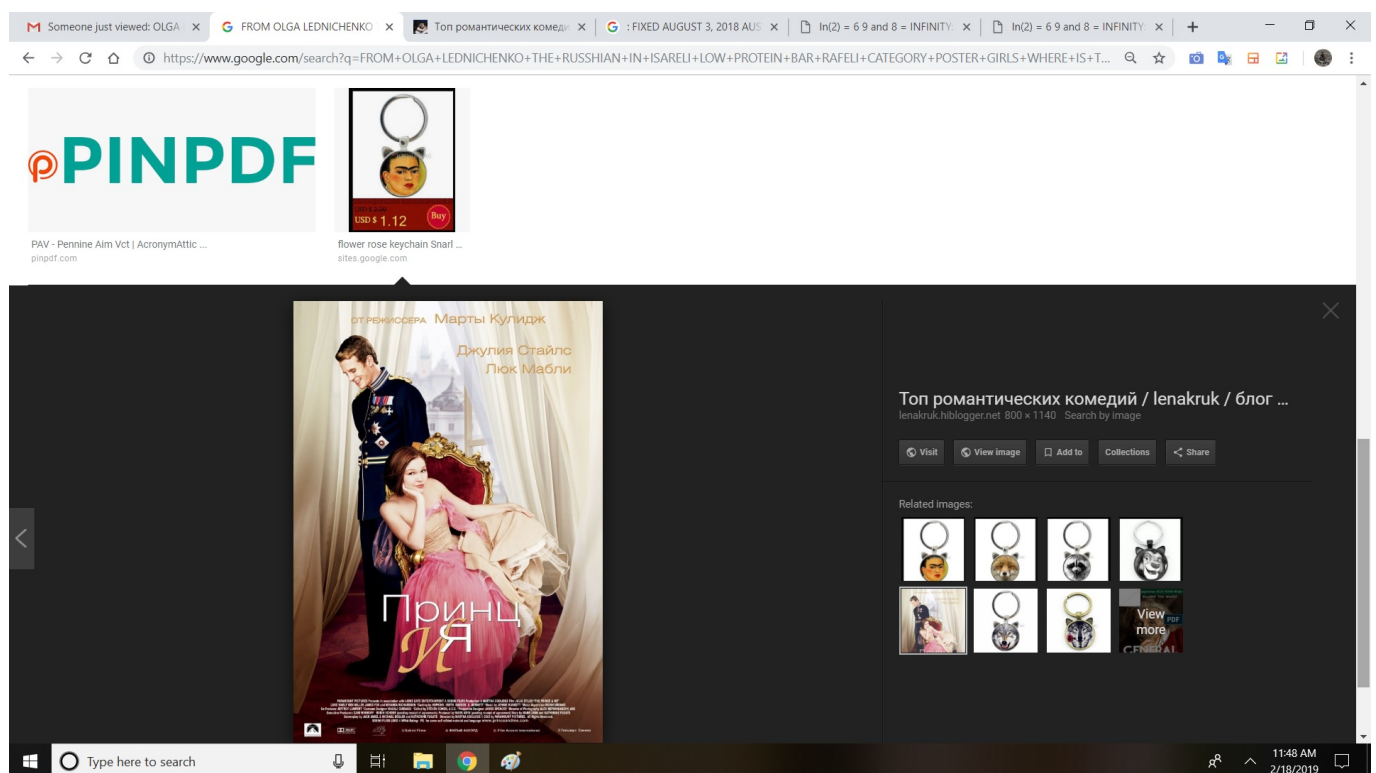 Someone just viewed: OLGA
FROM OLGA LEDNICHENKO
Топ романтических комеди
: FIXED AUGUST 3, 2018 AUS
In(2) = 6 9 and 8 = INFINITY:
In(2) = 6 9 and 8 = INFINITY:
https://www.google.com/search?q=FROM+OLGA+LEDNICHENKO+THE+RUSSHIAN+IN+ISARELI+LOW+PROTEIN+BAR+RAFELI+CATEGORY+POSTER+GIRLS+WHERE+IS+T...
PINPDF
USD $ 1.12
Buy
PAV - Pennine Aim Vct | AcronymAttic ...
pinpdf.com
flower rose keychain Snarl ...
sites.google.com
ОТ РЕЖИССЕРА Марты Кулидж
Джулия Стайлс
Люк Мабли
Принц
и Я
Топ романтических комедий / lenakruk / блог ...
lenakruk.hiblogger.net 800 × 1140 Search by image
Visit
View image
Add to
Collections
Share
Related images:
View more
PDF
GENERAL
Type here to search
11:48 AM
2/18/2019